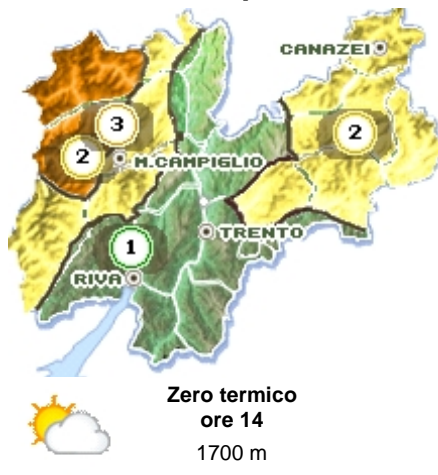 CANAZEI
3
2
2
M.CAMPIGLIO
1
TRENTO
RIVA
Zero termico
ore 14
1700 m